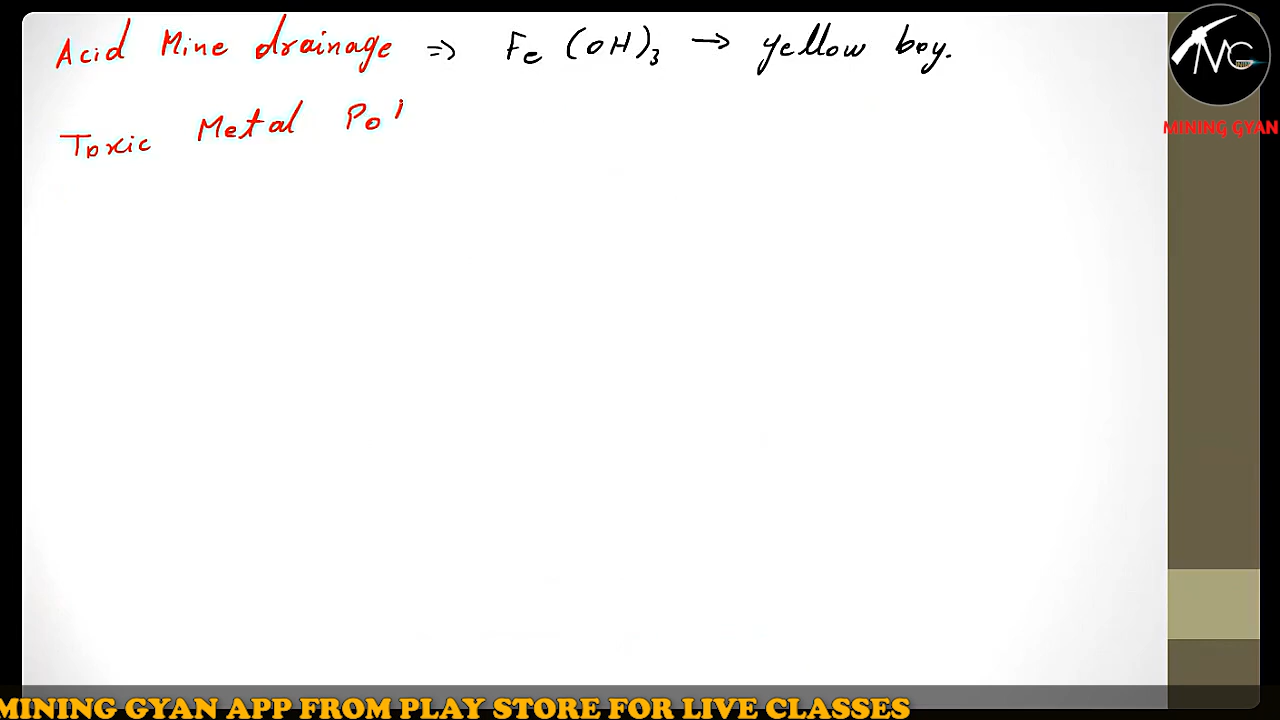 Acid Mine drainage ⇒ Fe (OH)3 → yellow boy.
Toxic Metal
MG
MINING GYAN
MINING GYAN APP FROM PLAY STORE FOR LIVE CLASSES